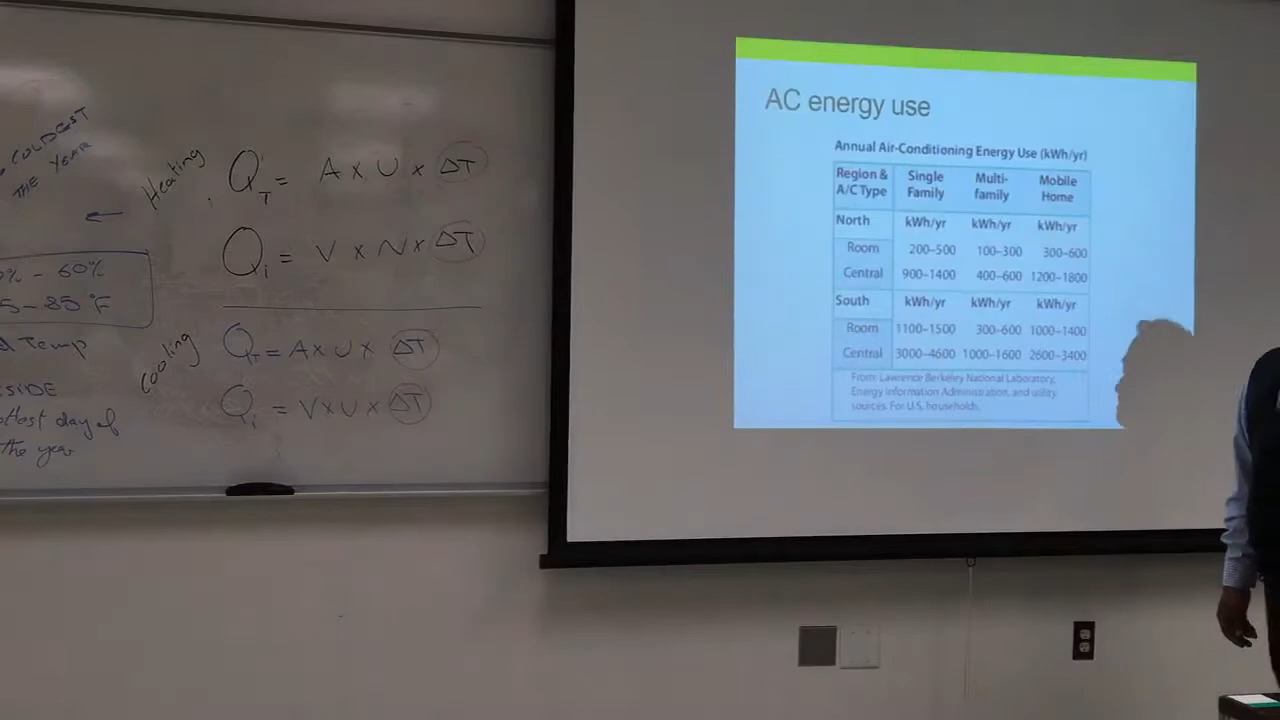 COLDEST
THE YEAR
Heating
Q_T = A x U x ΔT
Q_i = V x N x ΔT
0% - 60%
5-85 °F
Temp
SIDE
hottest day of
the year
Cooling
Q_T = A x U x ΔT
Q_i = V x U x ΔT
AC energy use
Annual Air-Conditioning Energy Use (kWh/yr)
Region & A/C Type Single Family Multi-family Mobile Home
North kWh/yr kWh/yr kWh/yr
Room 200–500 100–300 300–600
Central 900–1400 400–600 1200–1800
South kWh/yr kWh/yr kWh/yr
Room 1100–1500 300–600 1000–1400
Central 3000–4600 1000–1600 2600–3400
From: Lawrence Berkeley National Laboratory,
Energy Information Administration, and utility
sources. For U.S. households.